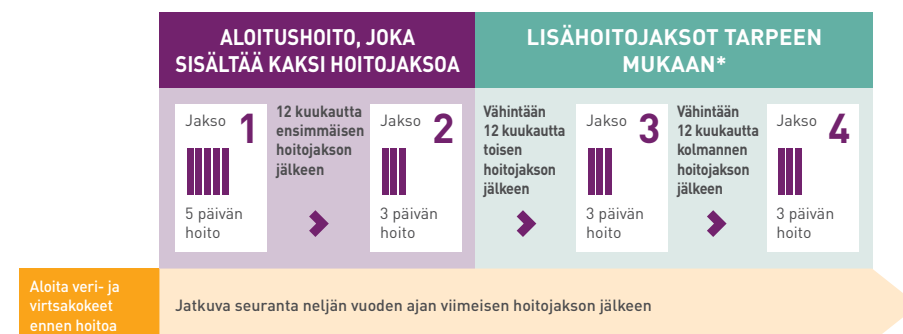 ALOITUSHOITO, JOKA
SISÄLTÄÄ KAKSI HOITOJAKSOA
LISÄHOITOJAKSOT TARPEEN
MUKAAN*
Jakso 1
5 päivän
hoito
12 kuukautta
ensimmäisen
hoitojakson
jälkeen
Jakso 2
3 päivän
hoito
Vähintään
12 kuukautta
toisen
hoitojakson
jälkeen
Jakso 3
3 päivän
hoito
Vähintään
12 kuukautta
kolmannen
hoitojakson
jälkeen
Jakso 4
3 päivän
hoito
Aloita veri- ja
virtsakokeet
ennen hoitoa
Jatkuva seuranta neljän vuoden ajan viimeisen hoitojakson jälkeen